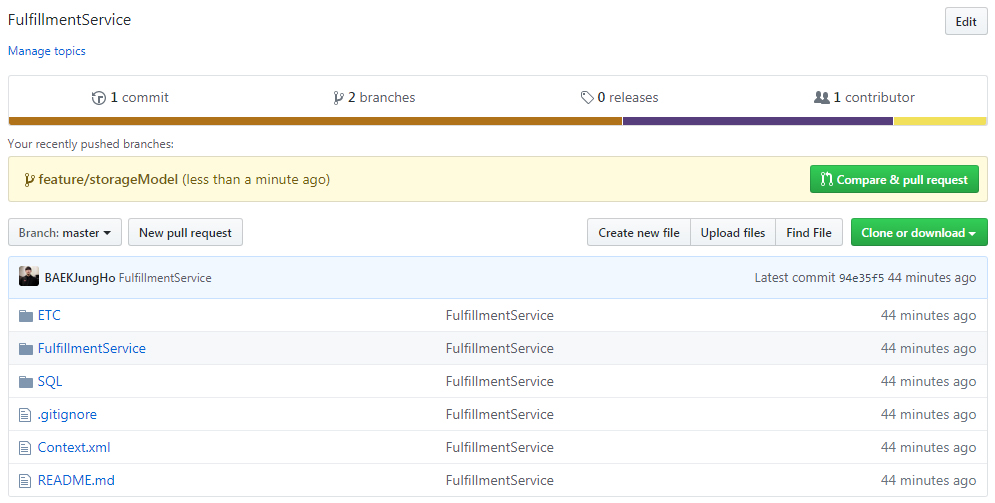 FulfillmentService
Edit
Manage topics
1 commit 2 branches 0 releases 1 contributor
Your recently pushed branches:
feature/storageModel (less than a minute ago) Compare & pull request
Branch: master New pull request Create new file Upload files Find File Clone or download
BAEKJungHo FulfillmentService Latest commit 94e35f5 44 minutes ago
ETC FulfillmentService 44 minutes ago
FulfillmentService FulfillmentService 44 minutes ago
SQL FulfillmentService 44 minutes ago
.gitignore FulfillmentService 44 minutes ago
Context.xml FulfillmentService 44 minutes ago
README.md FulfillmentService 44 minutes ago